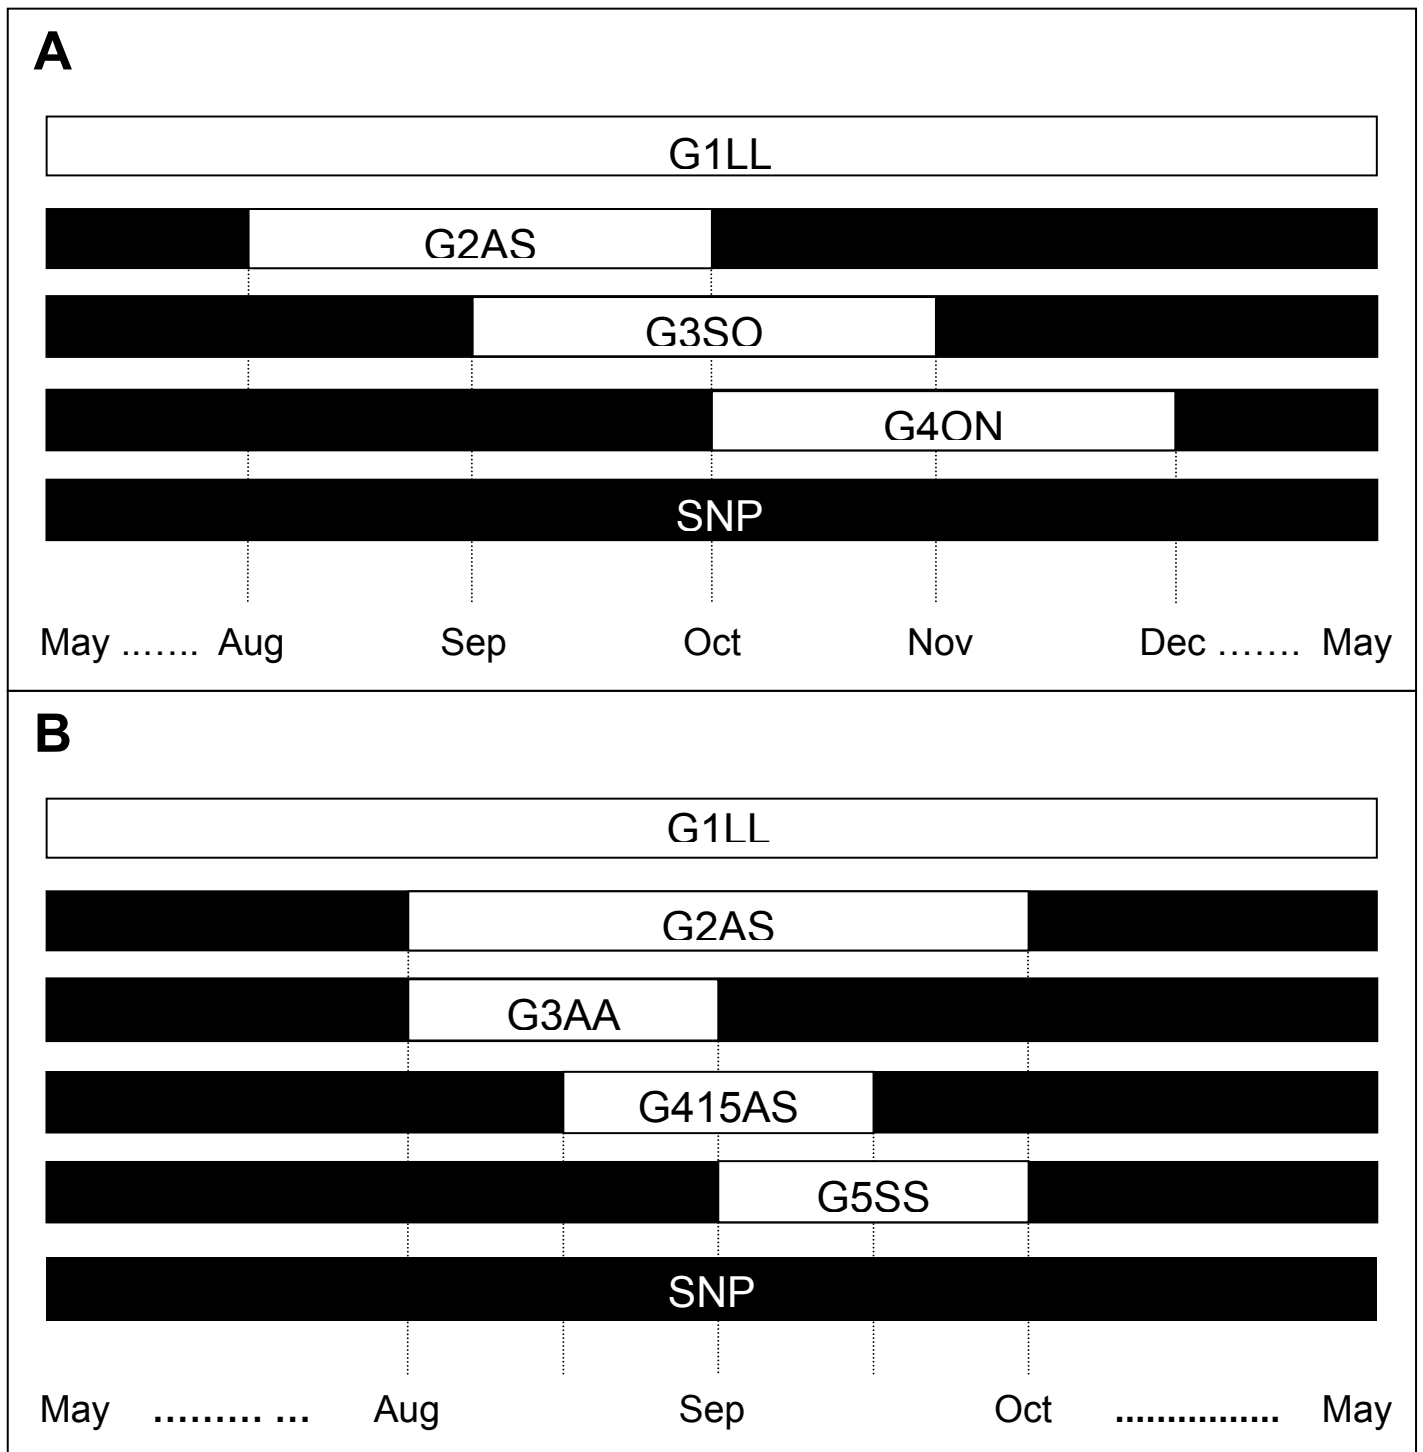 A
G1LL
G2AS
G3SO
G4ON
SNP
May ....... Aug Sep Oct Nov Dec ....... May
B
G1LL
G2AS
G3AA
G415AS
G5SS
SNP
May ......... ... Aug Sep Oct ................ May